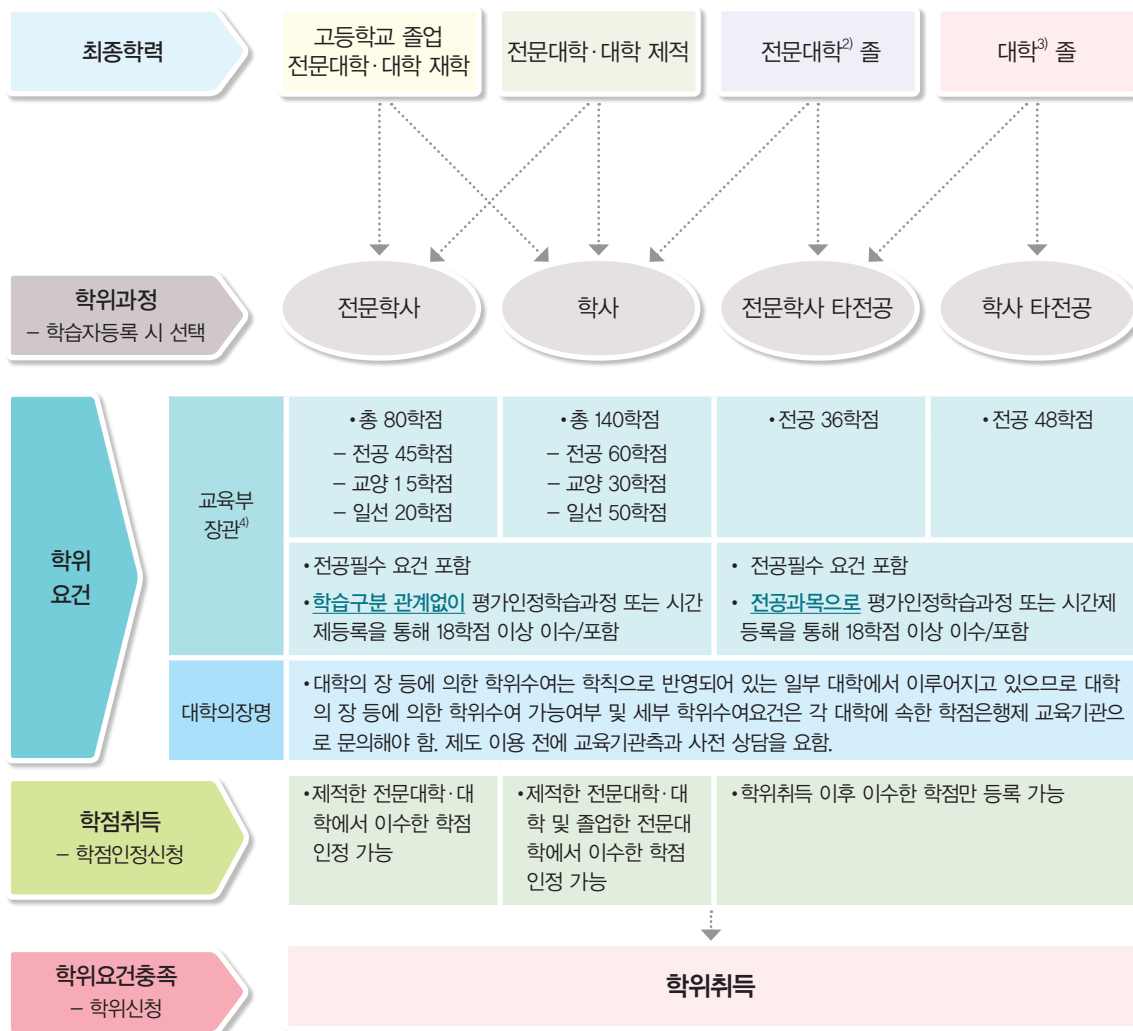 최종학력
고등학교 졸업
전문대학·대학 재학
전문대학·대학 제적
전문대학2) 졸
대학3) 졸
학위과정
– 학습자등록 시 선택
전문학사
학사
전문학사 타전공
학사 타전공
학위
요건
교육부
장관4)
•총 80학점
– 전공 45학점
– 교양 15학점
– 일선 20학점
•총 140학점
– 전공 60학점
– 교양 30학점
– 일선 50학점
•전공 36학점
•전공 48학점
•전공필수 요건 포함
•학습구분 관계없이 평가인정학습과정 또는 시간
제등록을 통해 18학점 이상 이수/포함
• 전공필수 요건 포함
• 전공과목으로 평가인정학습과정 또는 시간제
등록을 통해 18학점 이상 이수/포함
대학의장명
•대학의 장 등에 의한 학위수여는 학칙으로 반영되어 있는 일부 대학에서 이루어지고 있으므로 대학
의 장 등에 의한 학위수여 가능여부 및 세부 학위수여요건은 각 대학에 속한 학점은행제 교육기관으
로 문의해야 함. 제도 이용 전에 교육기관측과 사전 상담을 요함.
학점취득
– 학점인정신청
•제적한 전문대학·대
학에서 이수한 학점
인정 가능
•제적한 전문대학·대
학 및 졸업한 전문대
학에서 이수한 학점
인정 가능
•학위취득 이후 이수한 학점만 등록 가능
학위요건충족
– 학위신청
학위취득